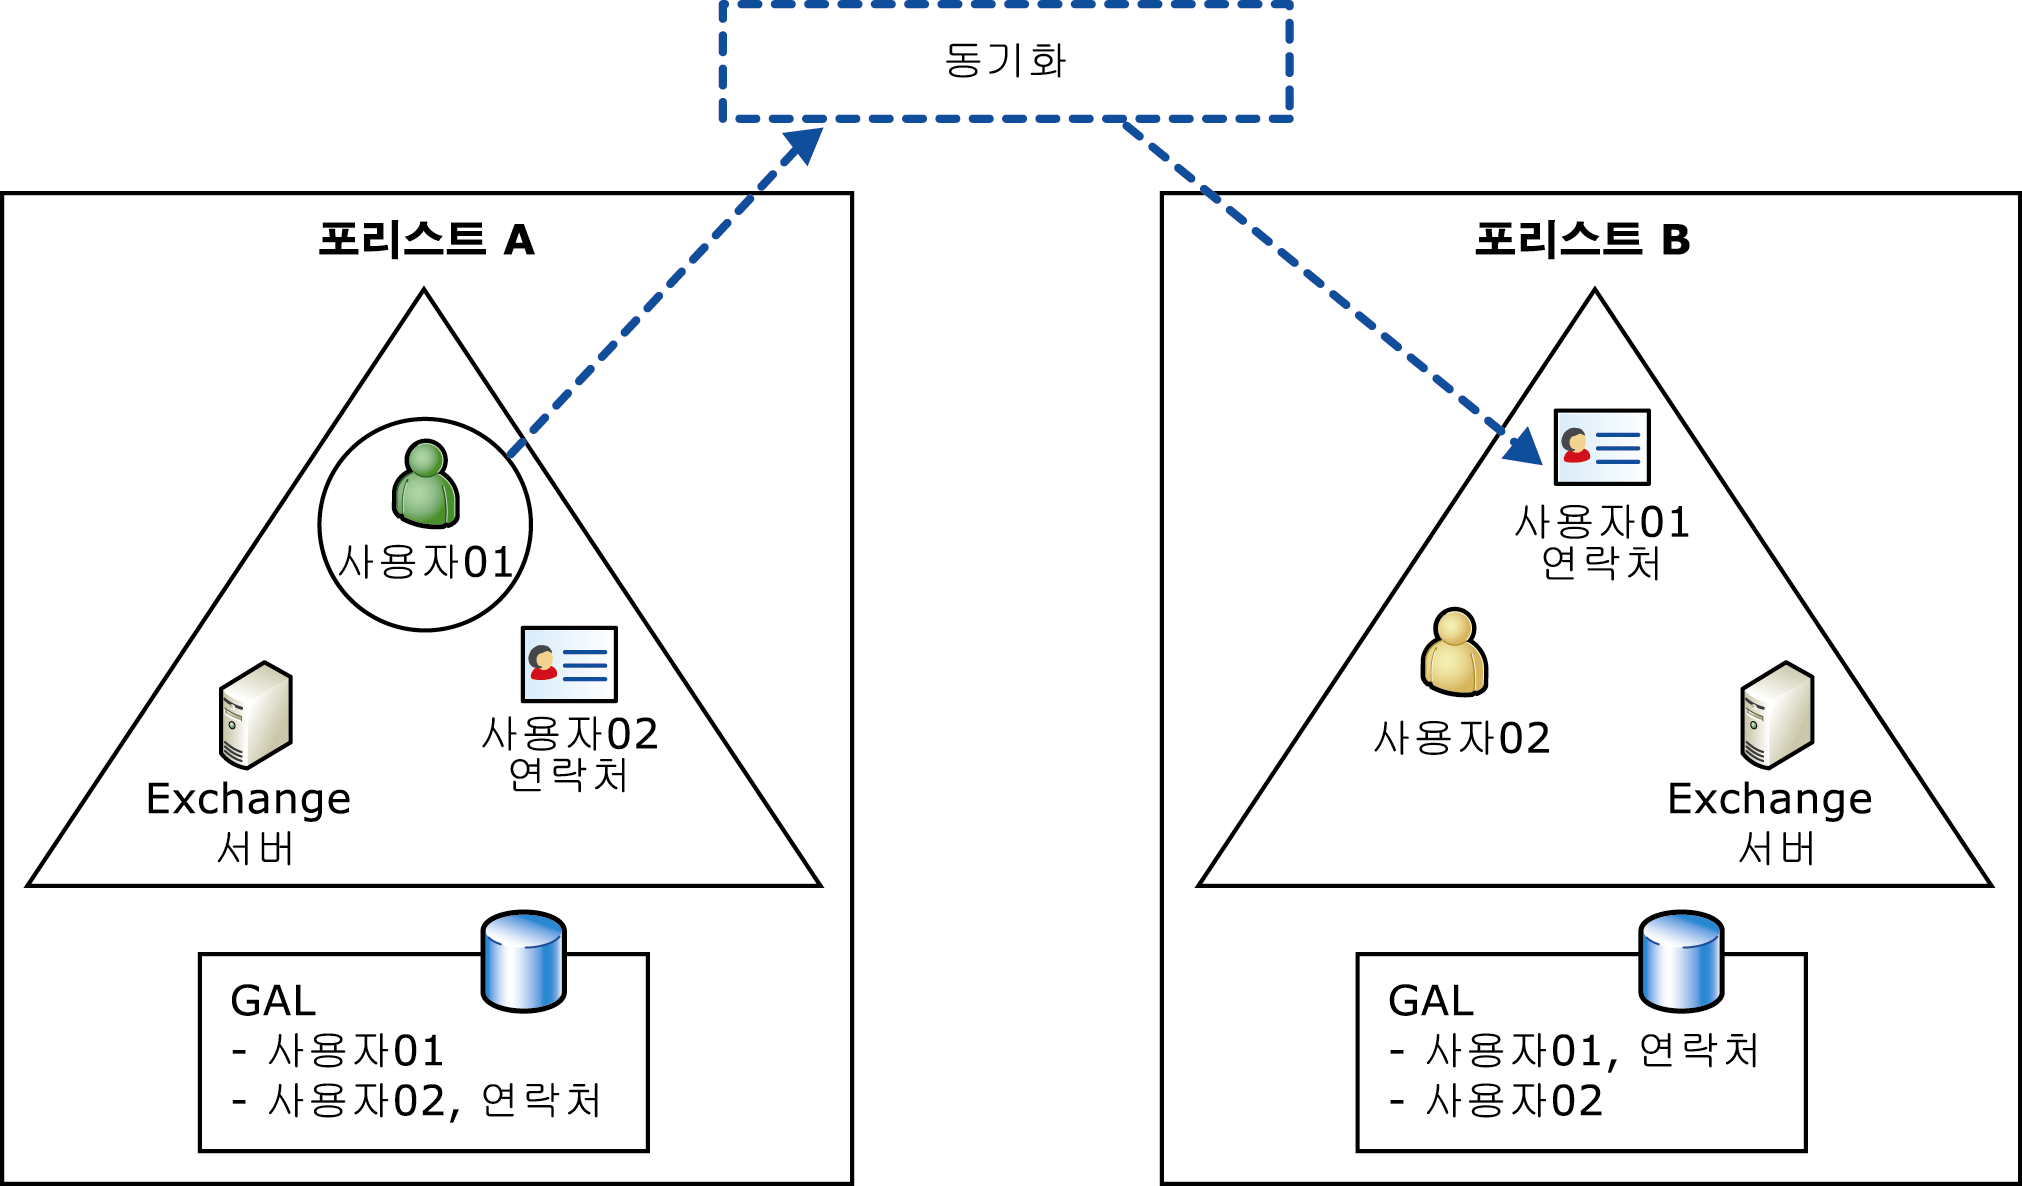 동기화
포리스트 A
사용자01
사용자02
연락처
Exchange
서버
GAL
- 사용자01
- 사용자02, 연락처
포리스트 B
사용자01
연락처
사용자02
Exchange
서버
GAL
- 사용자01, 연락처
- 사용자02